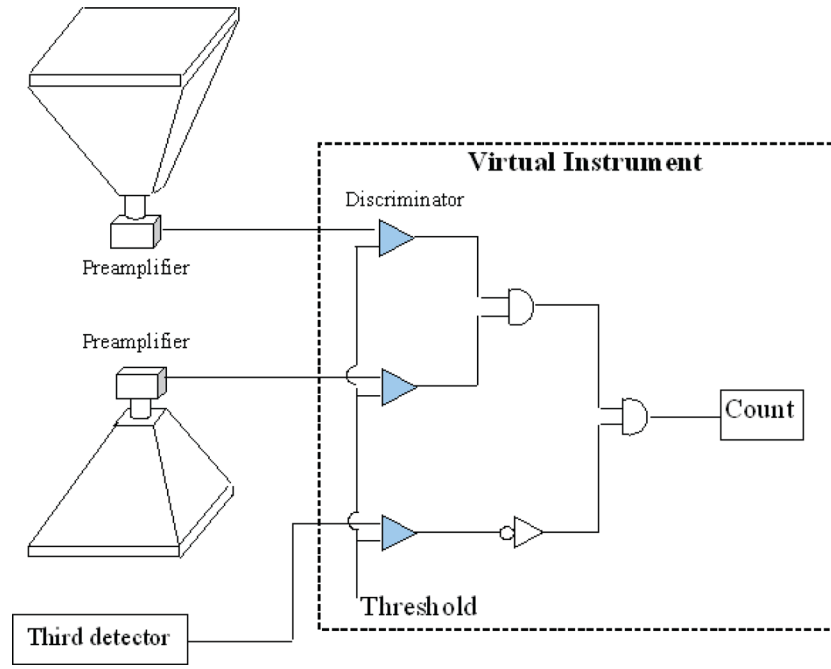 Virtual Instrument
Discriminator
Preamplifier
Preamplifier
Count
Threshold
Third detector